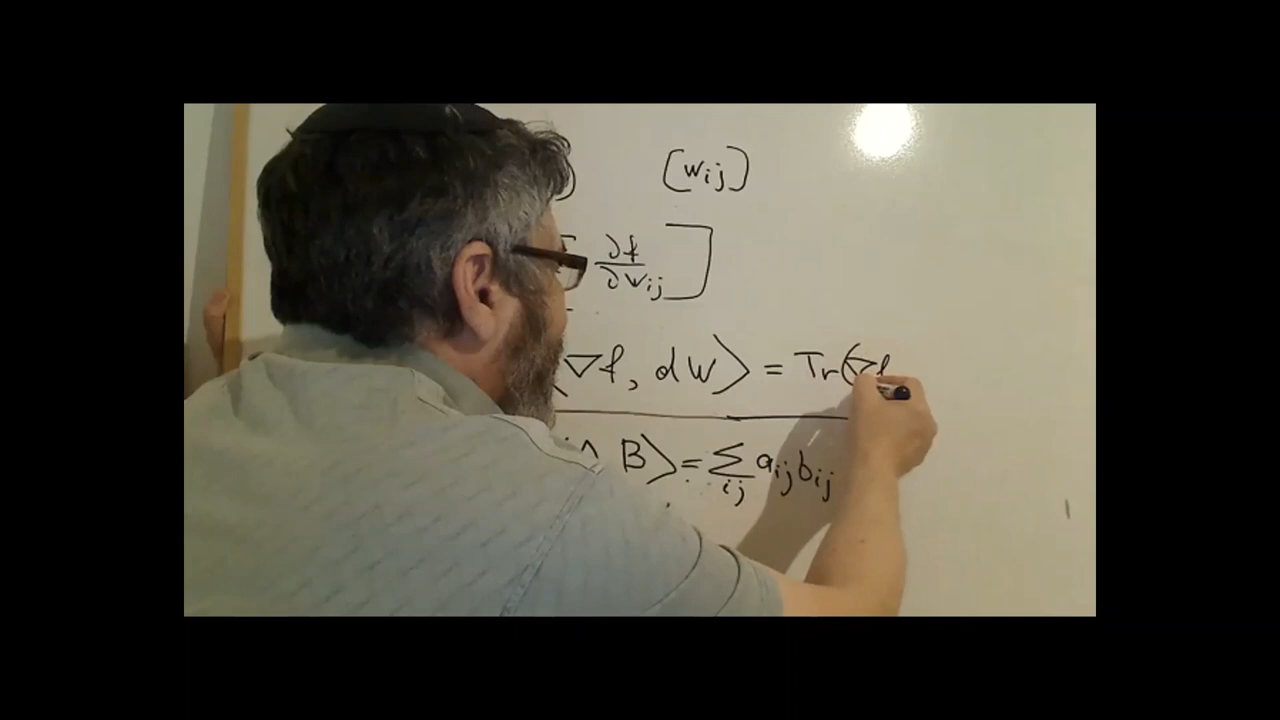 ) [wij]
∂f/∂wij ]
⟨∇f, dW⟩ = Tr(∇f
B⟩ = ∑ij aij bij